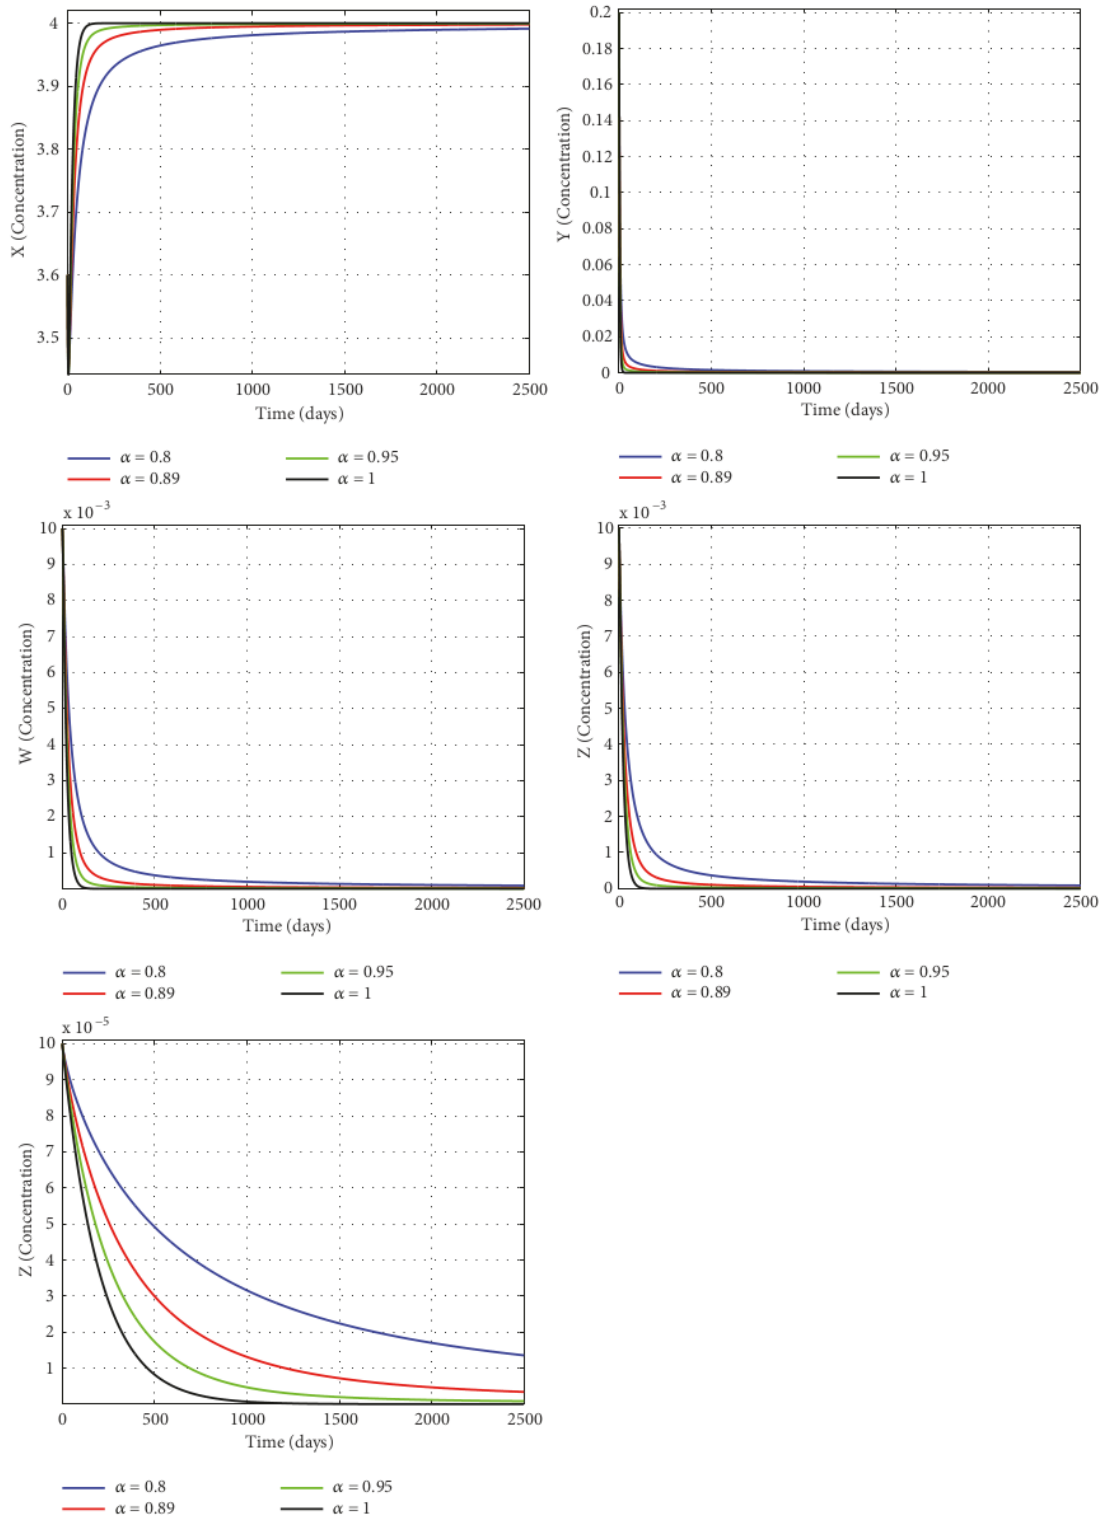 X (Concentration)
4
3.9
3.8
3.7
3.6
3.5
0 500 1000 1500 2000 2500
Time (days)
α = 0.8 α = 0.95
α = 0.89 α = 1
Y (Concentration)
0.2
0.18
0.16
0.14
0.12
0.1
0.08
0.06
0.04
0.02
0
0 500 1000 1500 2000 2500
Time (days)
α = 0.8 α = 0.95
α = 0.89 α = 1
x 10 −3
W (Concentration)
10
9
8
7
6
5
4
3
2
1
0 500 1000 1500 2000 2500
Time (days)
α = 0.8 α = 0.95
α = 0.89 α = 1
x 10 −3
Z (Concentration)
10
9
8
7
6
5
4
3
2
1
0
0 500 1000 1500 2000 2500
Time (days)
α = 0.8 α = 0.95
α = 0.89 α = 1
x 10 −5
Z (Concentration)
10
9
8
7
6
5
4
3
2
1
0 500 1000 1500 2000 2500
Time (days)
α = 0.8 α = 0.95
α = 0.89 α = 1